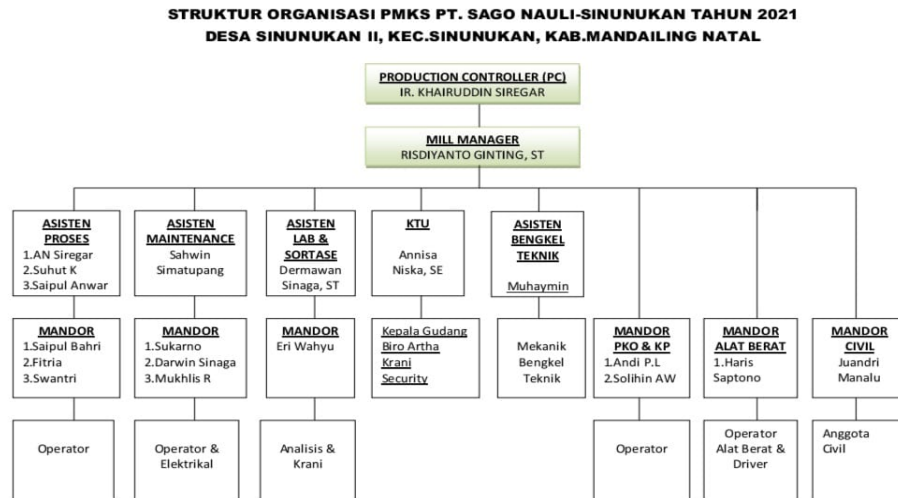 STRUKTUR ORGANISASI PMKS PT. SAGO NAULI-SINUNUKAN TAHUN 2021
DESA SINUNUKAN II, KEC.SINUNUKAN, KAB.MANDAILING NATAL
PRODUCTION CONTROLLER (PC)
IR. KHAIRUDDIN SIREGAR
MILL MANAGER
RISDIYANTO GINTING, ST
ASISTEN
PROSES
1.AN Siregar
2.Suhut K
3.Saipul Anwar
ASISTEN
MAINTENANCE
Sahwin
Simatupang
ASISTEN
LAB &
SORTASE
Dermawan
Sinaga, ST
KTU
Annisa
Niska, SE
ASISTEN
BENGKEL
TEKNIK
Muhaymin
MANDOR
1.Saipul Bahri
2.Fitria
3.Swantri
MANDOR
1.Sukarno
2.Darwin Sinaga
3.Mukhlis R
MANDOR
Eri Wahyu
Kepala Gudang
Biro Artha
Krani
Security
Mekanik
Bengkel
Teknik
MANDOR
PKO & KP
1.Andi P.L
2.Solihin AW
MANDOR
ALAT BERAT
1.Haris
Saptono
MANDOR
CIVIL
Juandri
Manalu
Operator
Operator &
Elektrikal
Analisis &
Krani
Operator
Operator
Alat Berat &
Driver
Anggota
Civil